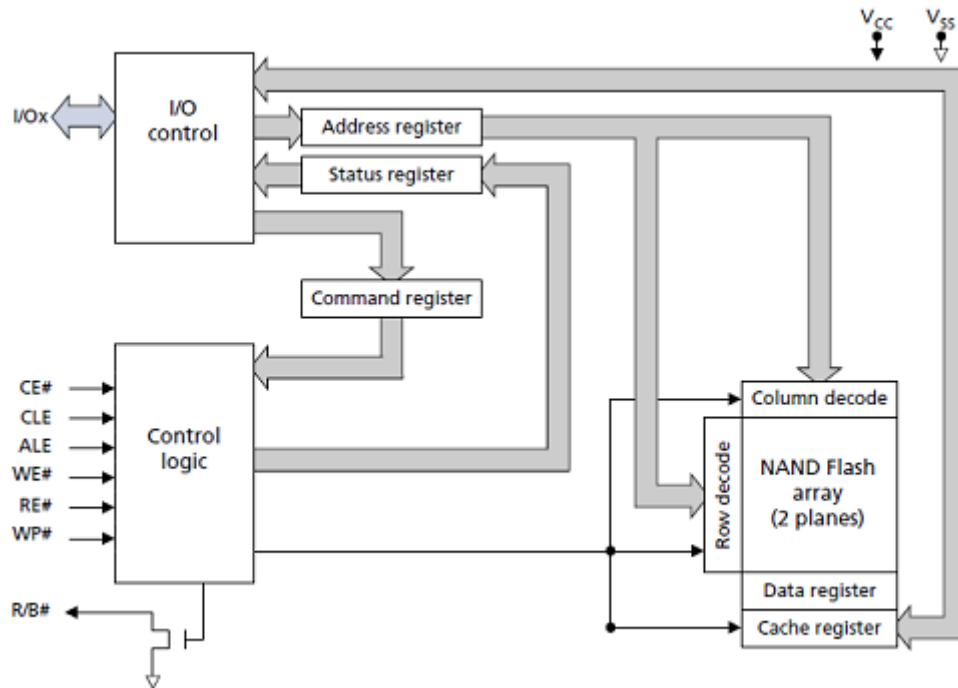 VCC
VSS
I/Ox
I/O
control
Address register
Status register
Command register
CE#
CLE
ALE
WE#
RE#
WP#
Control
logic
Column decode
Row decode
NAND Flash
array
(2 planes)
Data register
Cache register
R/B#